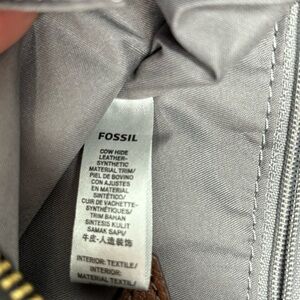 FOSSIL
COW HIDE
LEATHER-
SYNTHETIC
MATERIAL TRIM/
PIEL DE BOVINO
CON AJUSTES
EN MATERIAL
SINTÉTICO/
CUIR DE VACHETTE-
SYNTHÉTIQUES/
TRIM BAHAN
SINTESIS KULIT
SAMAK SAPI/
牛皮-人造装饰
INTERIOR: TEXTILE/
INTERIOR:
MATERIAL TEXTIL/